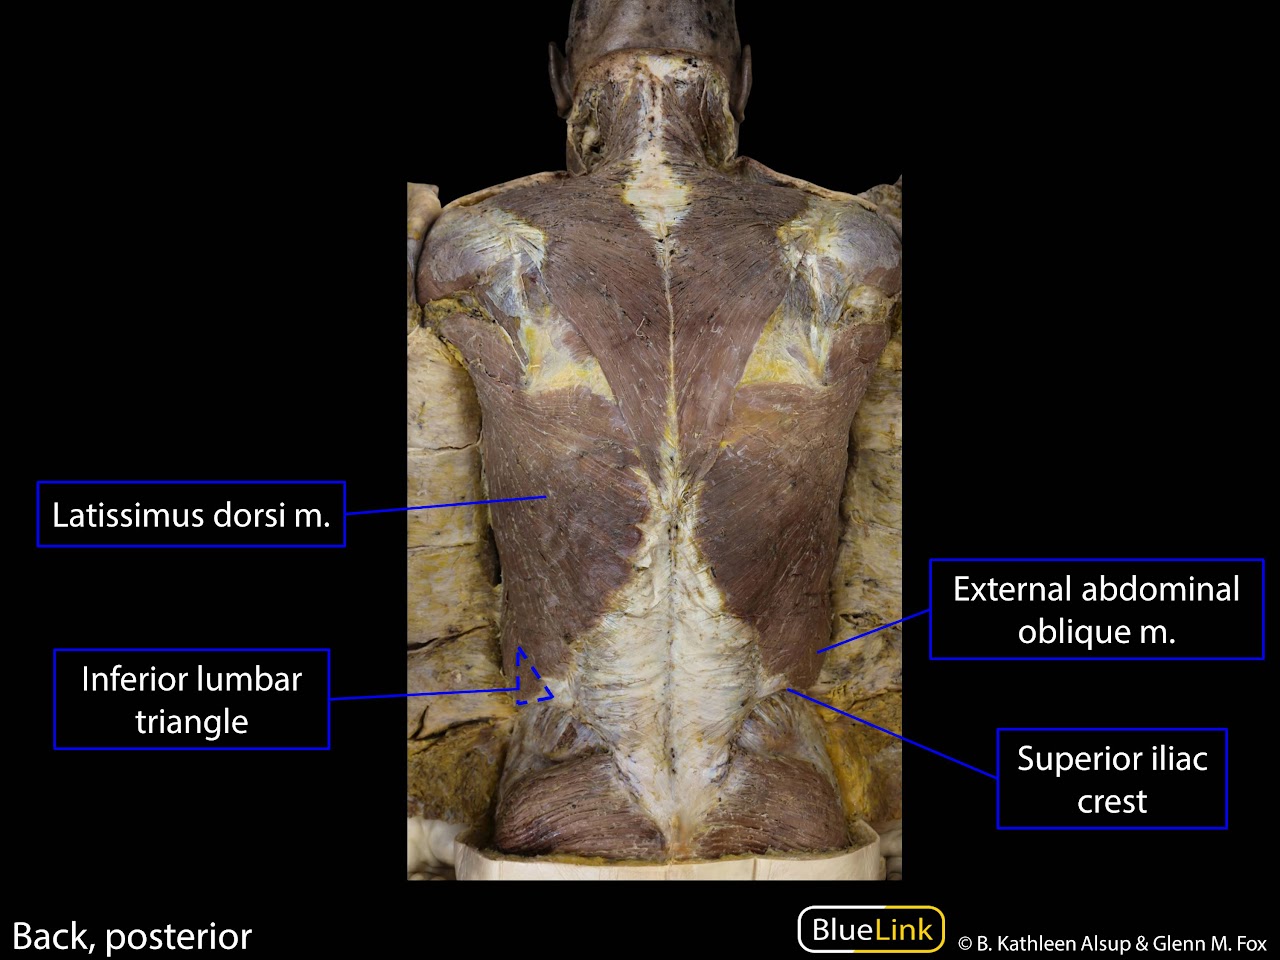 Latissimus dorsi m.
External abdominal
oblique m.
Inferior lumbar
triangle
Superior iliac
crest
Back, posterior
BlueLink
© B. Kathleen Alsup & Glenn M. Fox